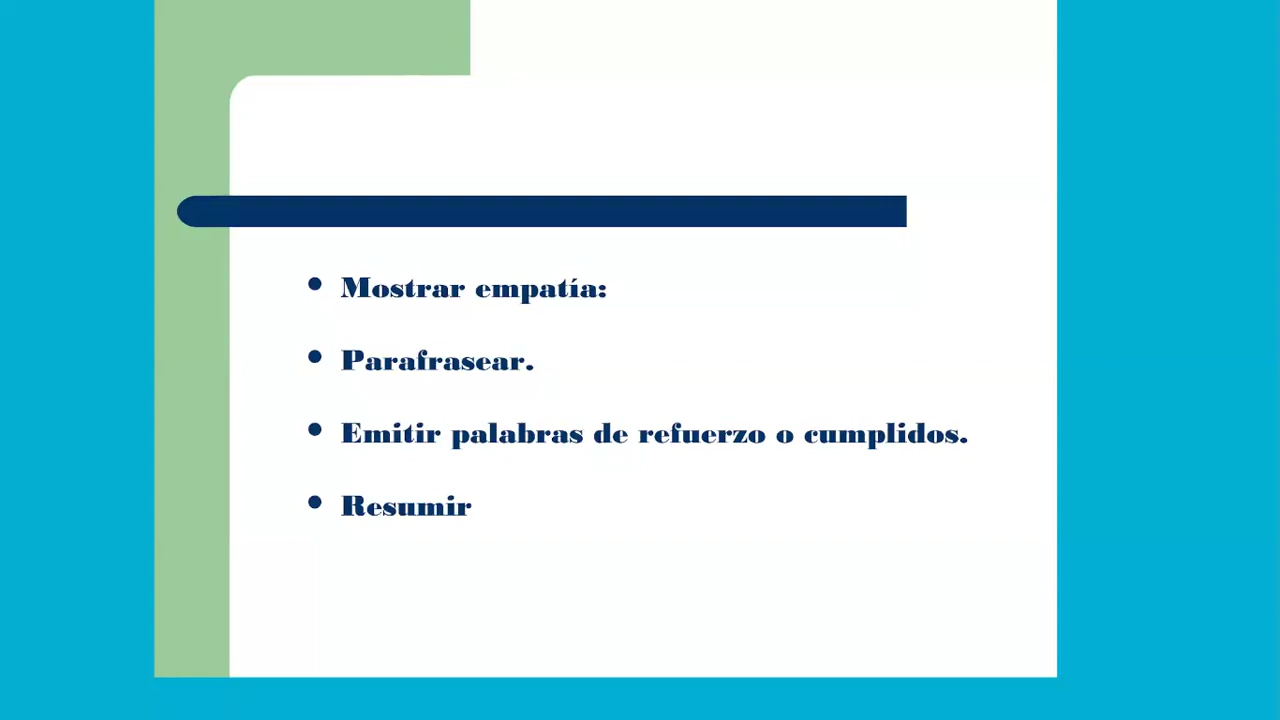 Mostrar empatía:
Parafrasear.
Emitir palabras de refuerzo o cumplidos.
Resumir